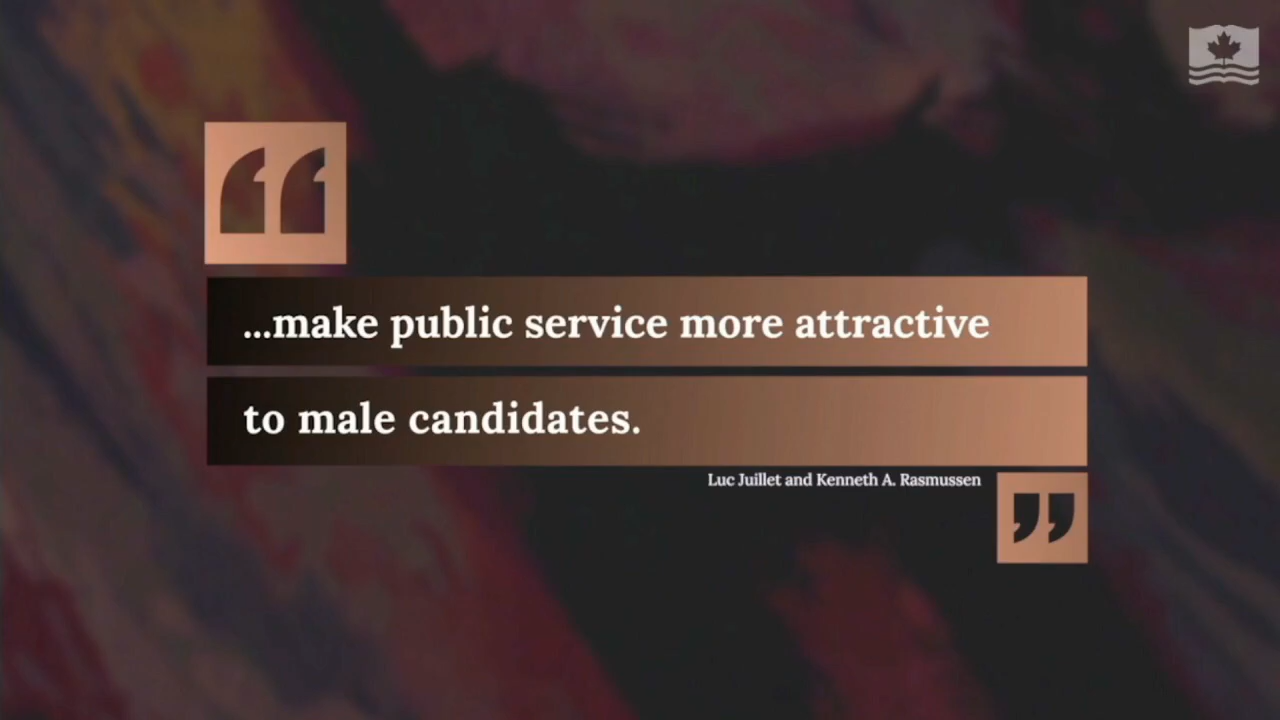 “
...make public service more attractive
to male candidates.
Luc Juillet and Kenneth A. Rasmussen
”